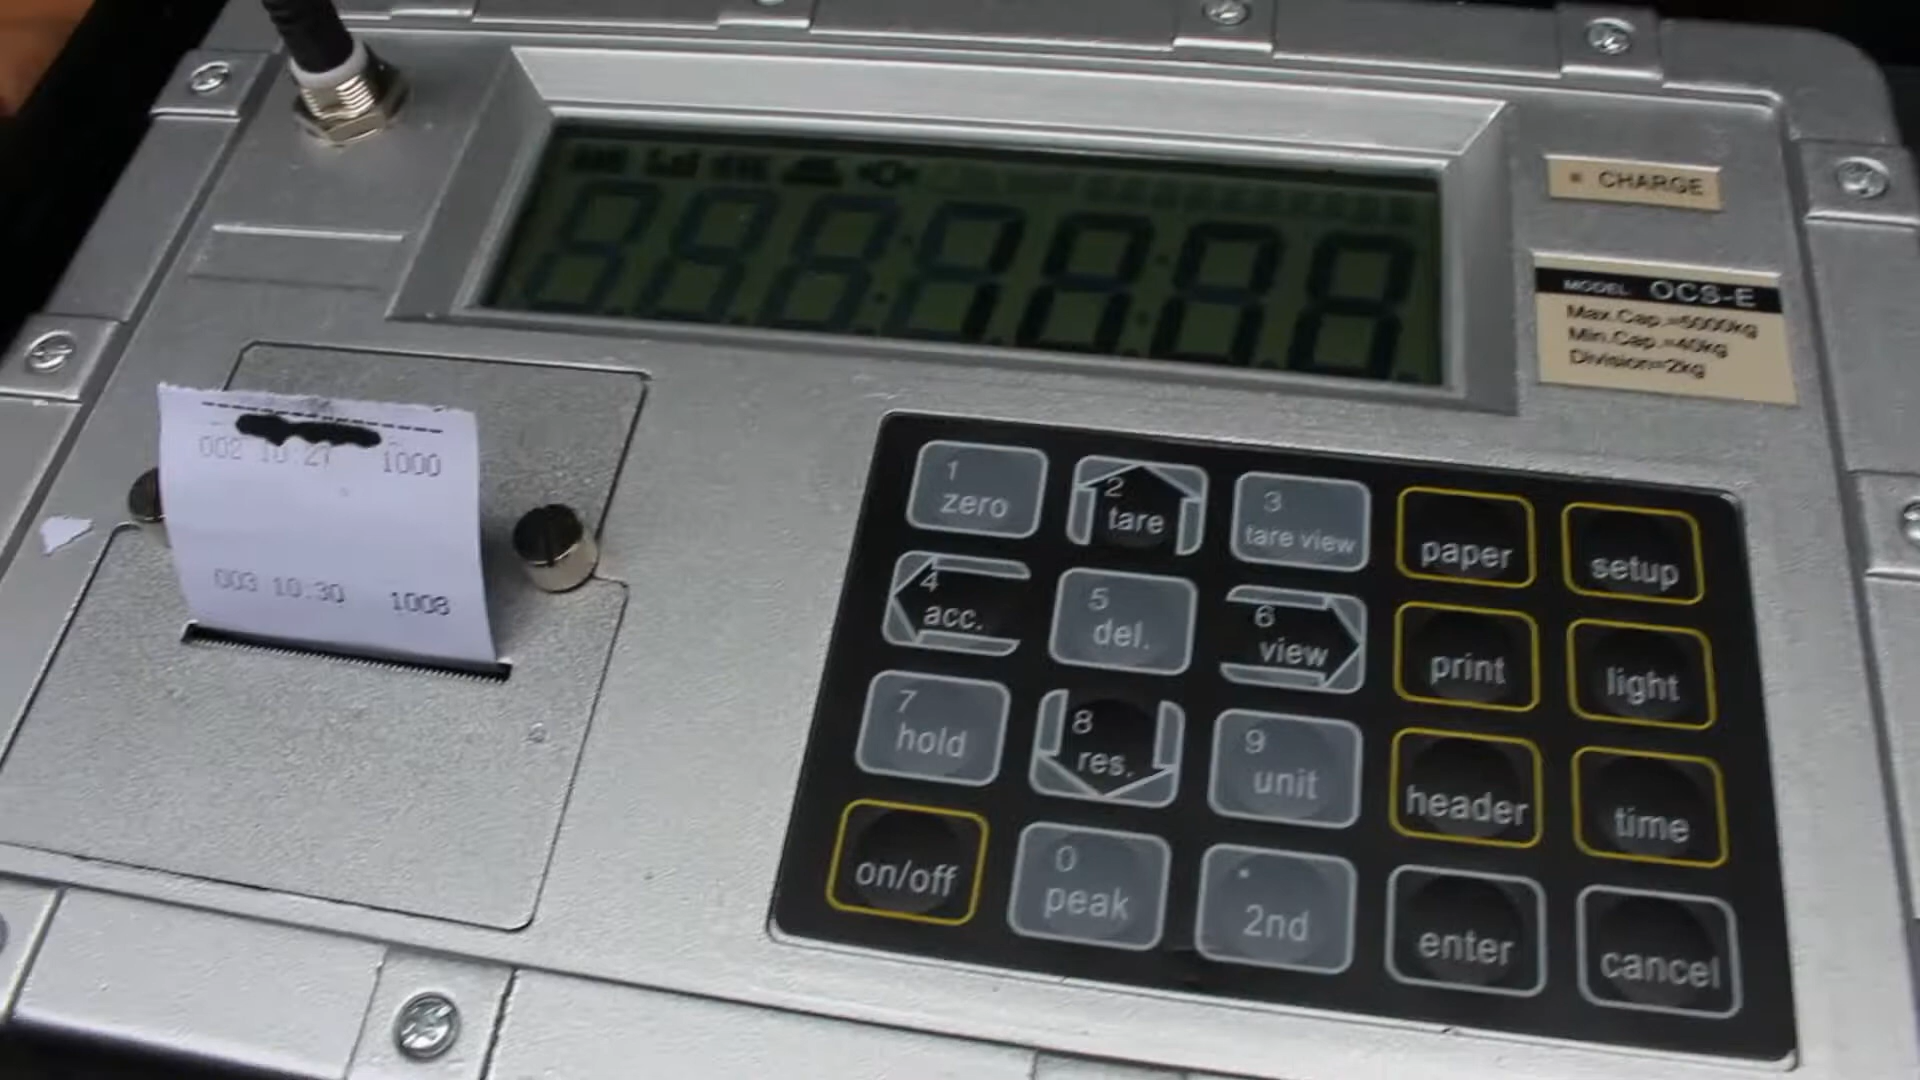 CHARGE
MODEL OCS-E
Max.Cap.=5000kg
Min.Cap.=40kg
Division=2kg
002 10:27 1000
003 10:30 1008
1 zero
2 tare
3 tare view
paper
setup
4 acc.
5 del.
6 view
print
light
7 hold
8 res.
9 unit
header
time
on/off
0 peak
. 2nd
enter
cancel